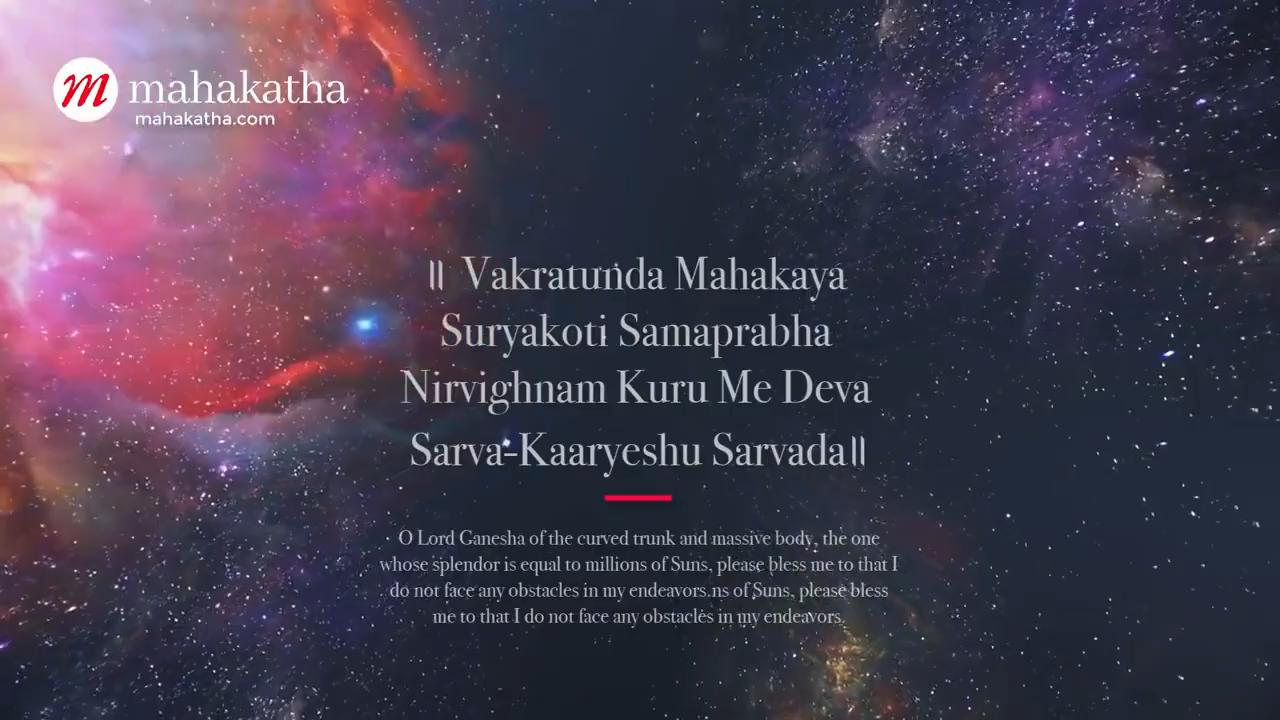 m mahakatha
mahakatha.com
॥ Vakratunda Mahakaya
Suryakoti Samaprabha
Nirvighnam Kuru Me Deva
Sarva-Kaaryeshu Sarvada॥
O Lord Ganesha of the curved trunk and massive body, the one
whose splendor is equal to millions of Suns, please bless me to that I
do not face any obstacles in my endeavors.ns of Suns, please bless
me to that I do not face any obstacles in my endeavors.